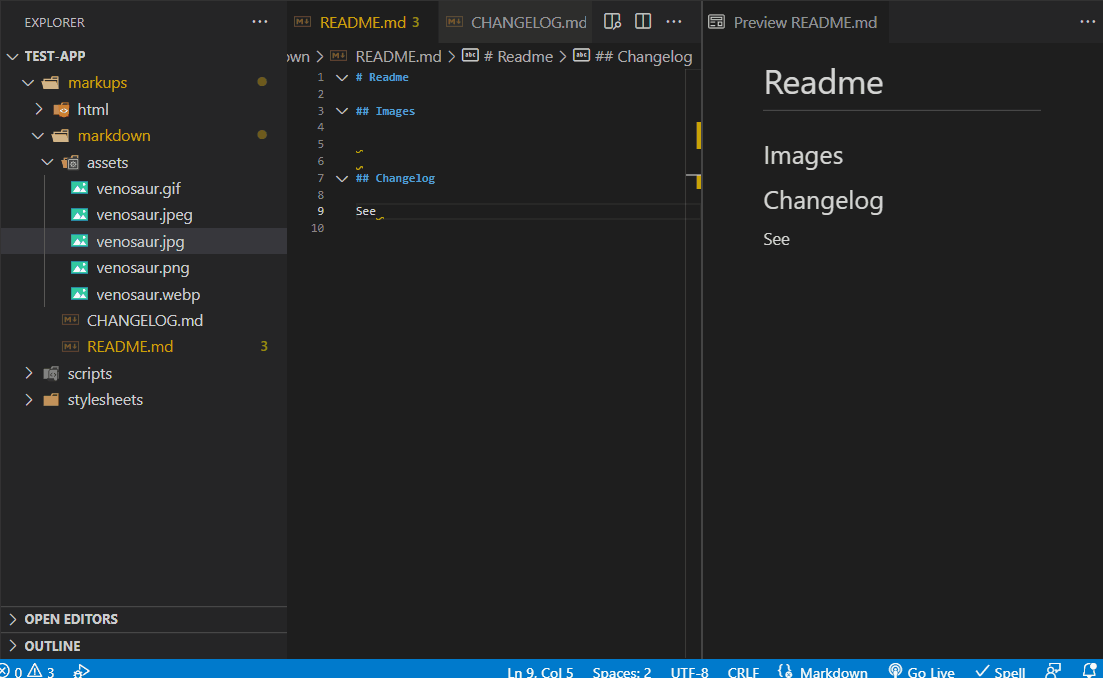 EXPLORER
TEST-APP
markups
html
markdown
assets
venosaur.gif
venosaur.jpeg
venosaur.jpg
venosaur.png
venosaur.webp
CHANGELOG.md
README.md 3
scripts
stylesheets
OPEN EDITORS
OUTLINE
README.md 3 CHANGELOG.md
own > README.md > abc # Readme > abc ## Changelog
1 # Readme
2
3 ## Images
4
5
6
7 ## Changelog
8
9 See
10
Preview README.md
Readme
Images
Changelog
See
0 3 Ln 9, Col 5 Spaces: 2 UTF-8 CRLF {} Markdown Go Live Spell